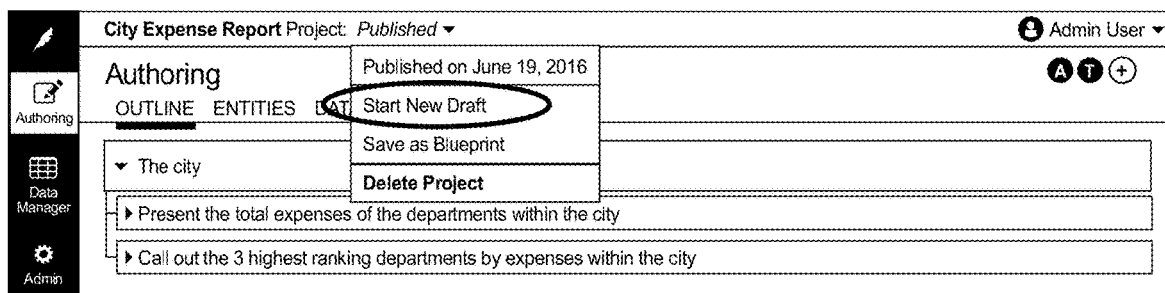 City Expense Report Project: Published
Admin User
Authoring
Published on June 19, 2016
A T +
Authoring
OUTLINE ENTITIES DAT
Start New Draft
Save as Blueprint
The city
Delete Project
Data
Manager
Present the total expenses of the departments within the city
Call out the 3 highest ranking departments by expenses within the city
Admin